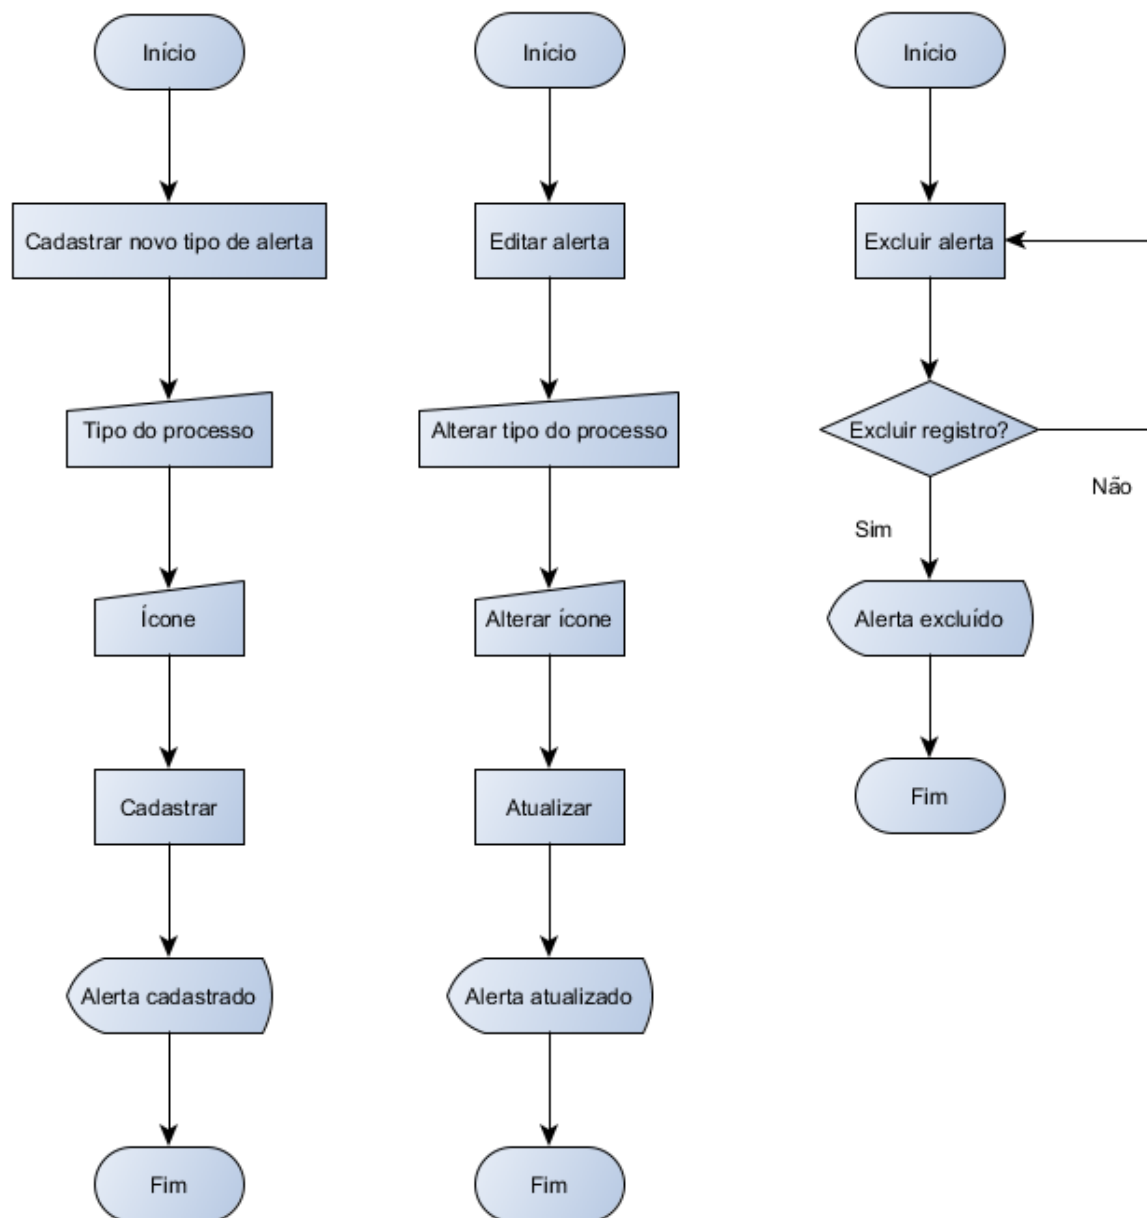 Início
Cadastrar novo tipo de alerta
Tipo do processo
Ícone
Cadastrar
Alerta cadastrado
Fim
Início
Editar alerta
Alterar tipo do processo
Alterar ícone
Atualizar
Alerta atualizado
Fim
Início
Excluir alerta
Excluir registro?
Não
Sim
Alerta excluído
Fim